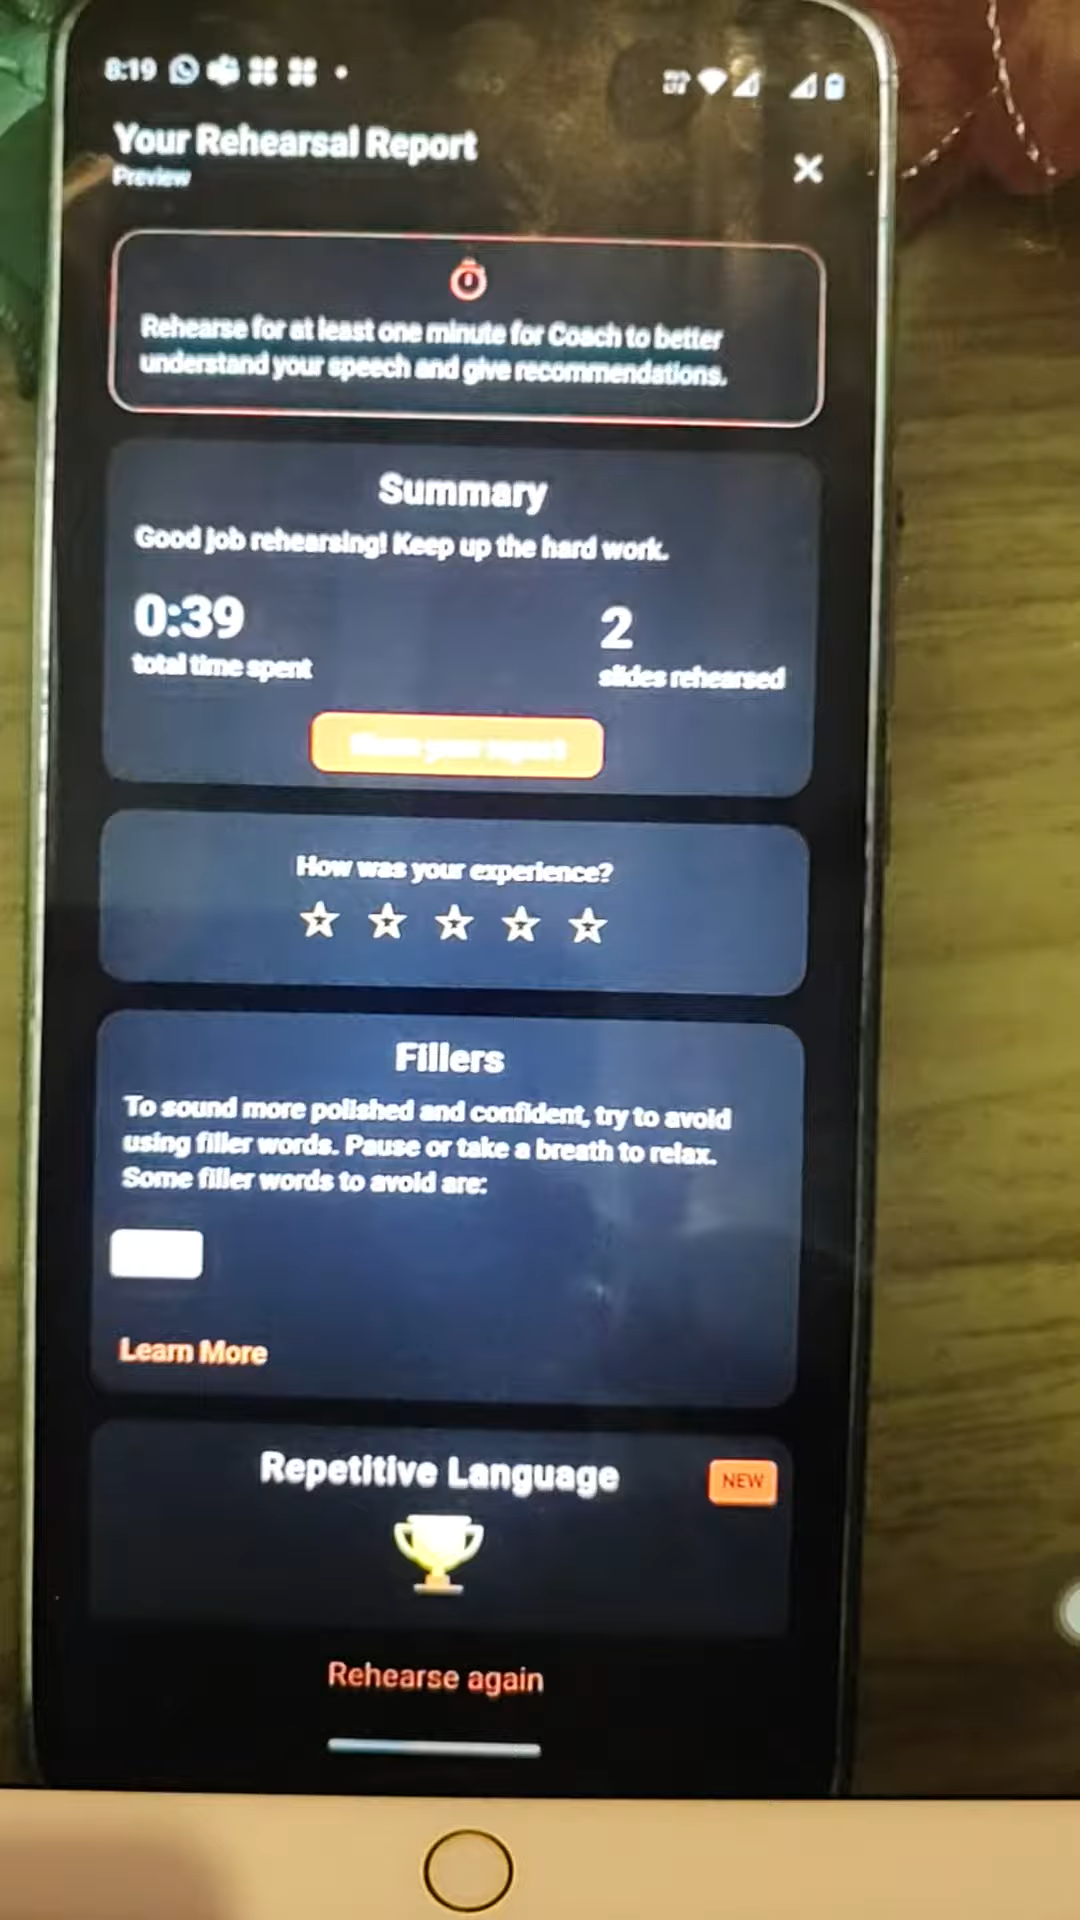 8:19
Your Rehearsal Report
Preview
Rehearse for at least one minute for Coach to better
understand your speech and give recommendations.
Summary
Good job rehearsing! Keep up the hard work.
0:39
2
total time spent
slides rehearsed
your report
How was your experience?
Fillers
To sound more polished and confident, try to avoid
using filler words. Pause or take a breath to relax.
Some filler words to avoid are:
Learn More
Repetitive Language
NEW
Rehearse again